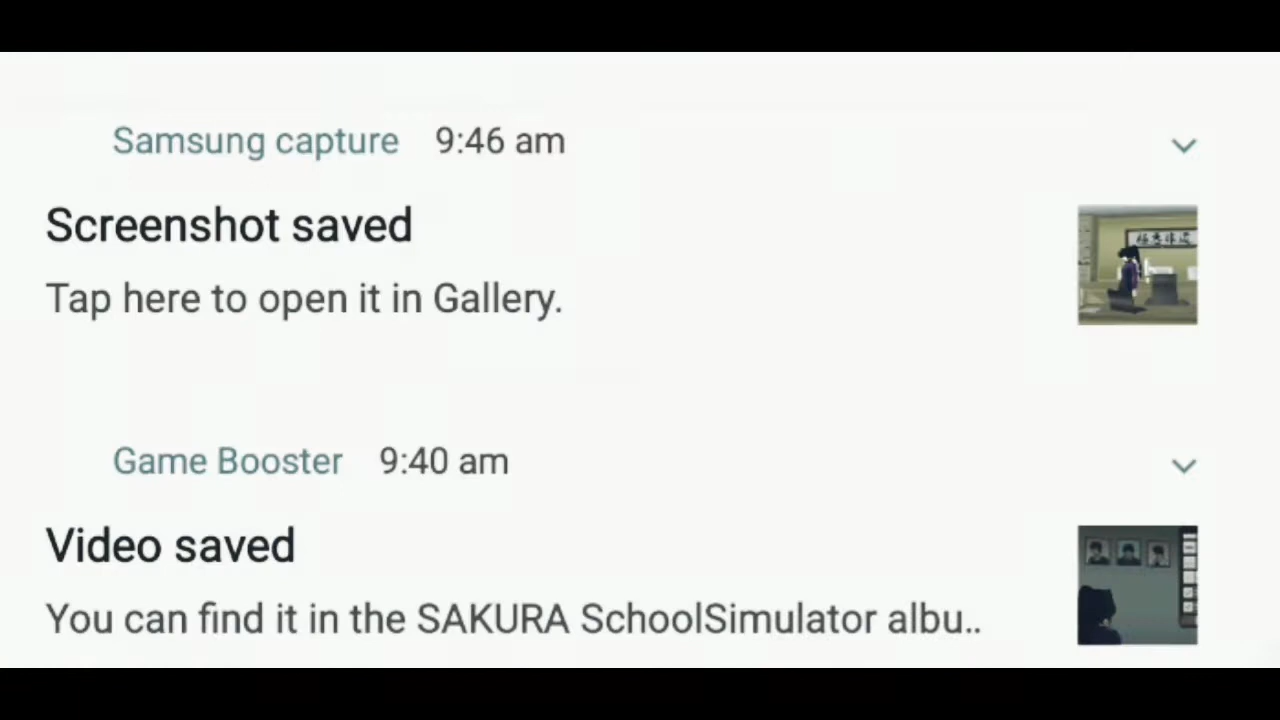 Samsung capture 9:46 am
Screenshot saved
Tap here to open it in Gallery.
Game Booster 9:40 am
Video saved
You can find it in the SAKURA SchoolSimulator albu..